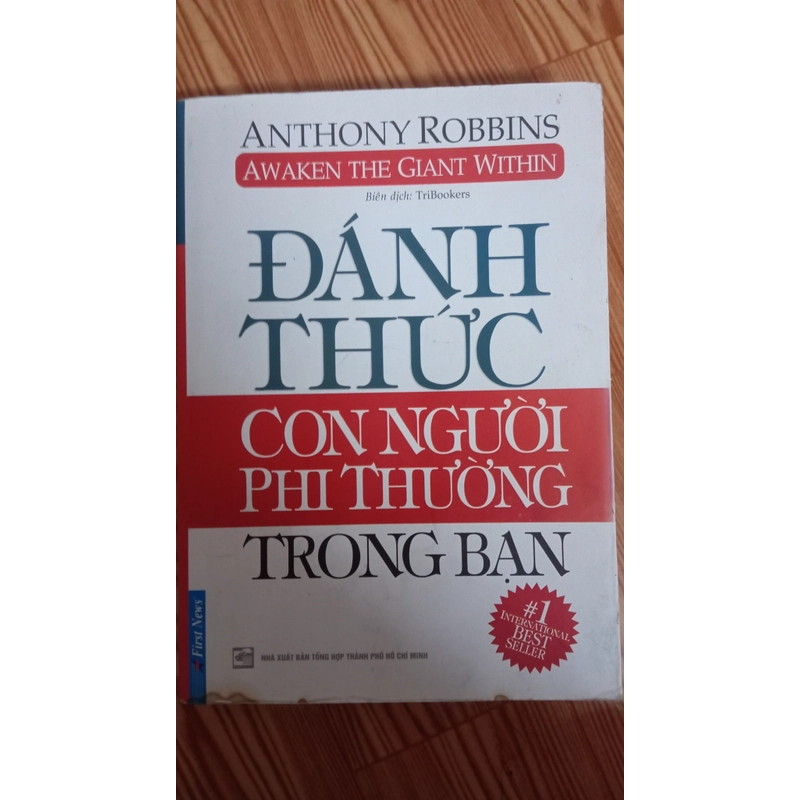 ANTHONY ROBBINS
AWAKEN THE GIANT WITHIN
Biên dịch: TriBookers
ĐÁNH
THỨC
CON NGƯỜI
PHI THƯỜNG
TRONG BẠN
#1
INTERNATIONAL
BEST
SELLER
First News
NHÀ XUẤT BẢN TỔNG HỢP THÀNH PHỐ HỒ CHÍ MINH